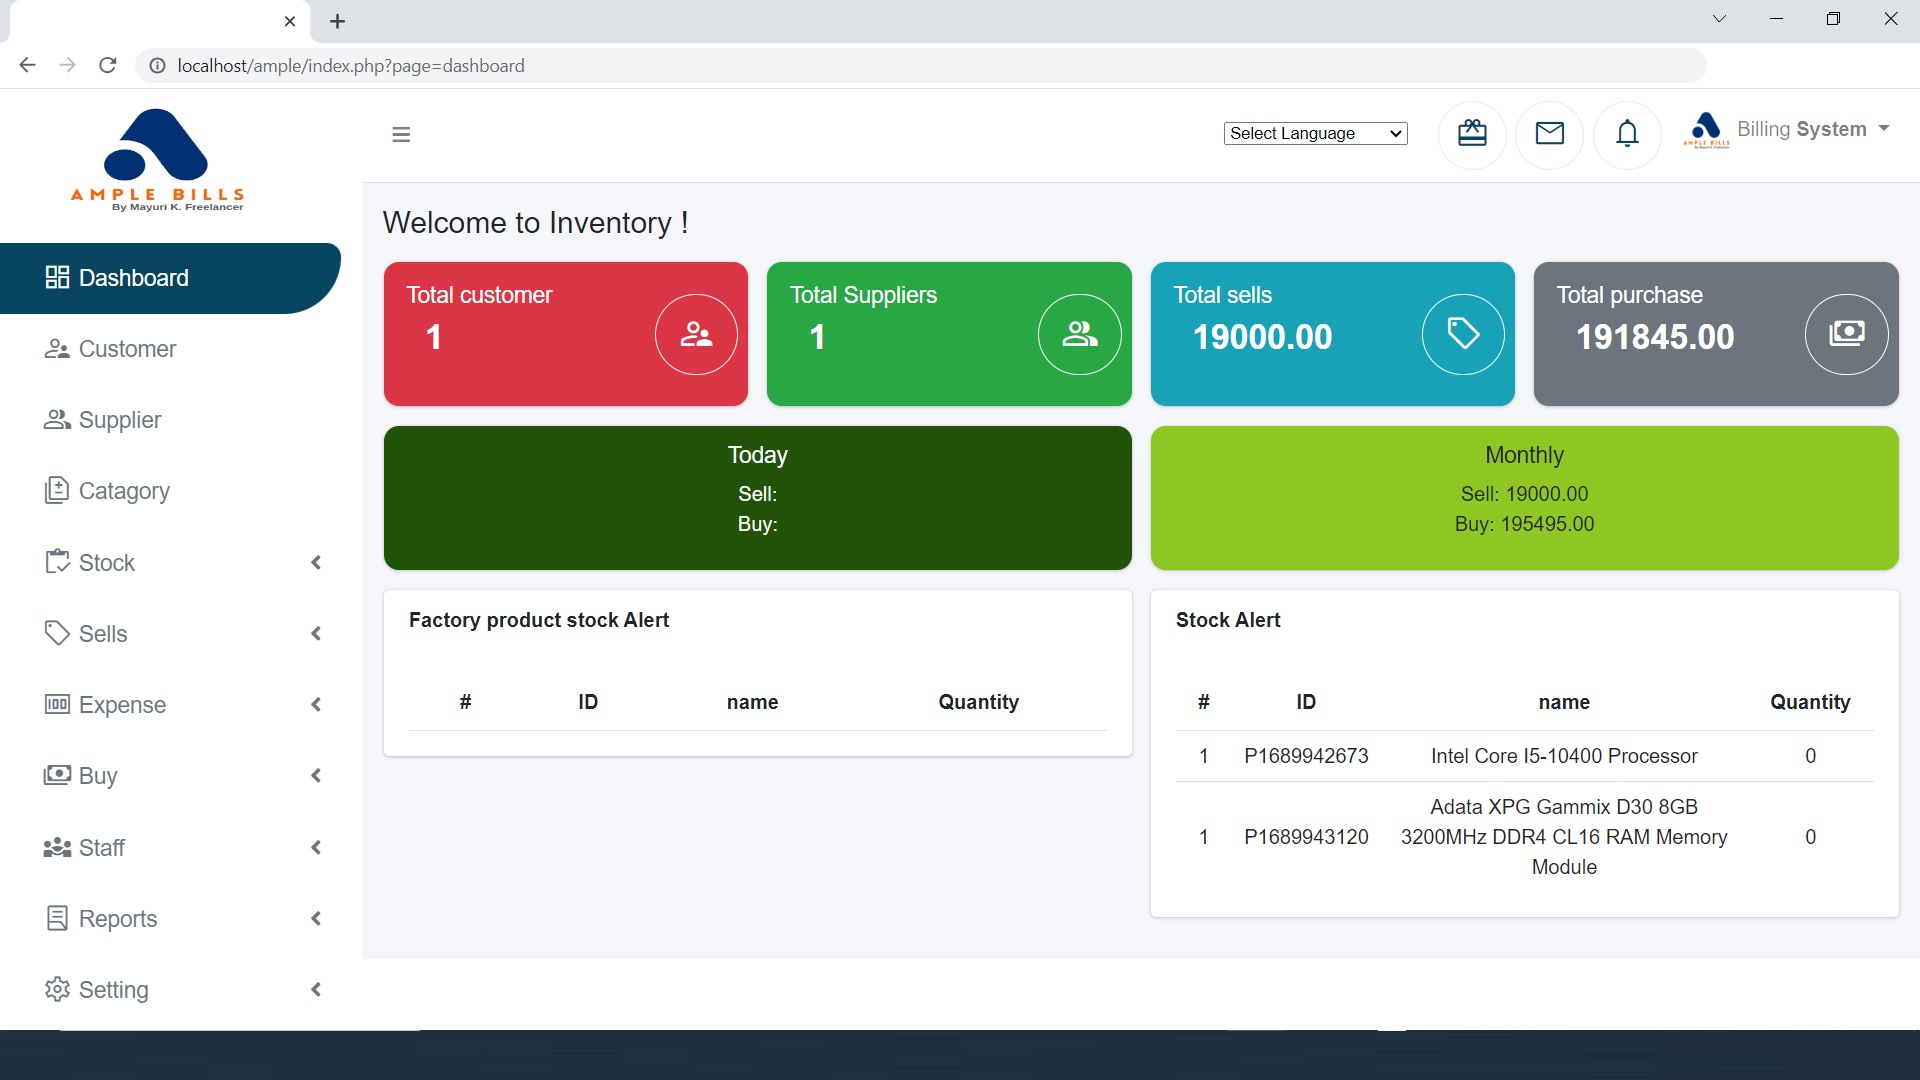 localhost/ample/index.php?page=dashboard
AMPLE BILLS
By Mayuri K. Freelancer
Select Language
AMPLE BILLS
Billing System
Dashboard
Customer
Supplier
Catagory
Stock
Sells
Expense
Buy
Staff
Reports
Setting
Welcome to Inventory !
Total customer
1
Total Suppliers
1
Total sells
19000.00
Total purchase
191845.00
Today
Sell:
Buy:
Monthly
Sell: 19000.00
Buy: 195495.00
Factory product stock Alert
# ID name Quantity
Stock Alert
# ID name Quantity
1 P1689942673 Intel Core I5-10400 Processor 0
1 P1689943120 Adata XPG Gammix D30 8GB
3200MHz DDR4 CL16 RAM Memory
Module 0